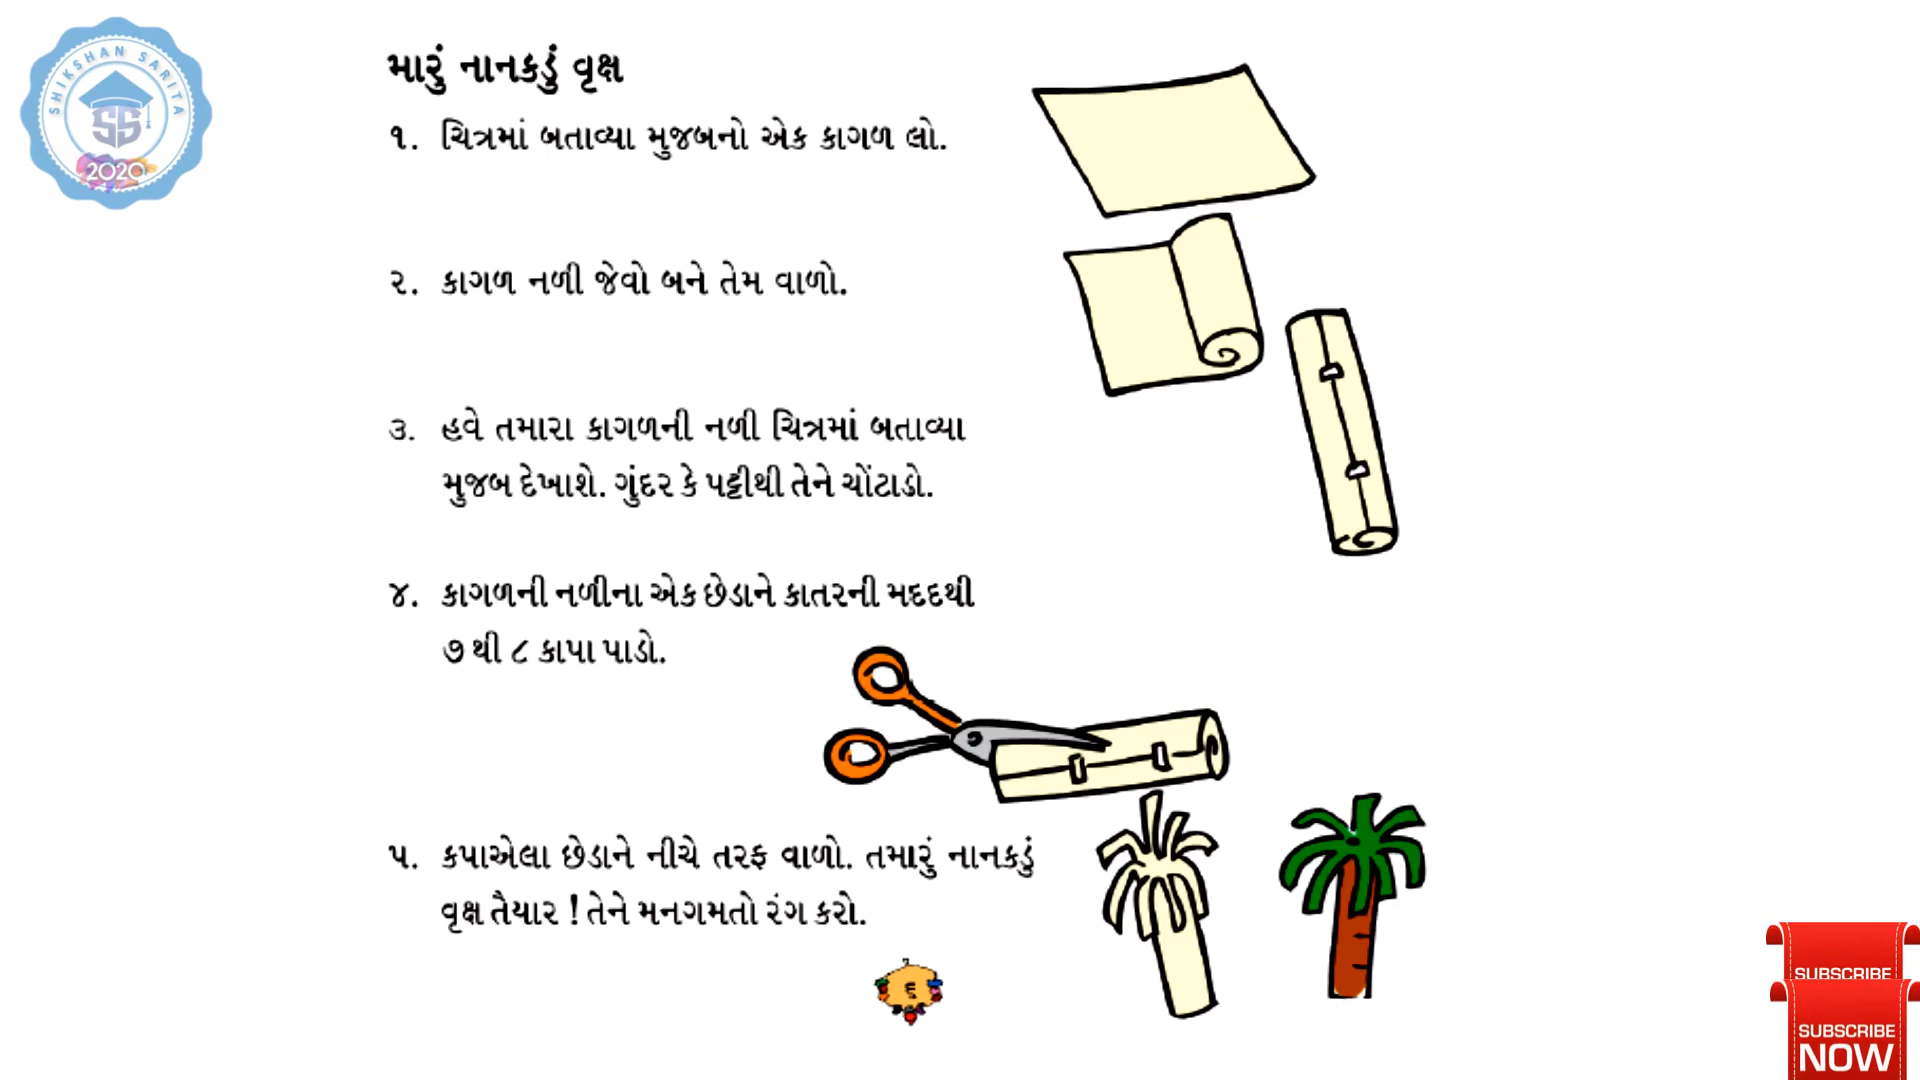 SHIKSHAN SARITA
SS
2020
મારું નાનકડું વૃક્ષ
૧. ચિત્રમાં બતાવ્યા મુજબનો એક કાગળ લો.
૨. કાગળ નળી જેવો બને તેમ વાળો.
૩. હવે તમારા કાગળની નળી ચિત્રમાં બતાવ્યા
મુજબ દેખાશે. ગુંદર કે પટ્ટીથી તેને ચોંટાડો.
૪. કાગળની નળીના એક છેડાને કાતરની મદદથી
૭ થી ૮ કાપા પાડો.
૫. કપાએલા છેડાને નીચે તરફ વાળો. તમારું નાનકડું
વૃક્ષ તૈયાર ! તેને મનગમતો રંગ કરો.
૬
SUBSCRIBE
SUBSCRIBE
NOW